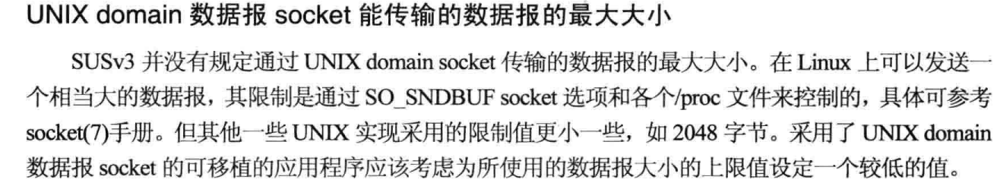 UNIX domain 数据报 socket 能传输的数据报的最大大小
SUSv3 并没有规定通过 UNIX domain socket 传输的数据报的最大大小。在 Linux 上可以发送一
个相当大的数据报，其限制是通过 SO_SNDBUF socket 选项和各个/proc 文件来控制的，具体可参考
socket(7)手册。但其他一些 UNIX 实现采用的限制值更小一些，如 2048 字节。采用了 UNIX domain
数据报 socket 的可移植的应用程序应该考虑为所使用的数据报大小的上限值设定一个较低的值。